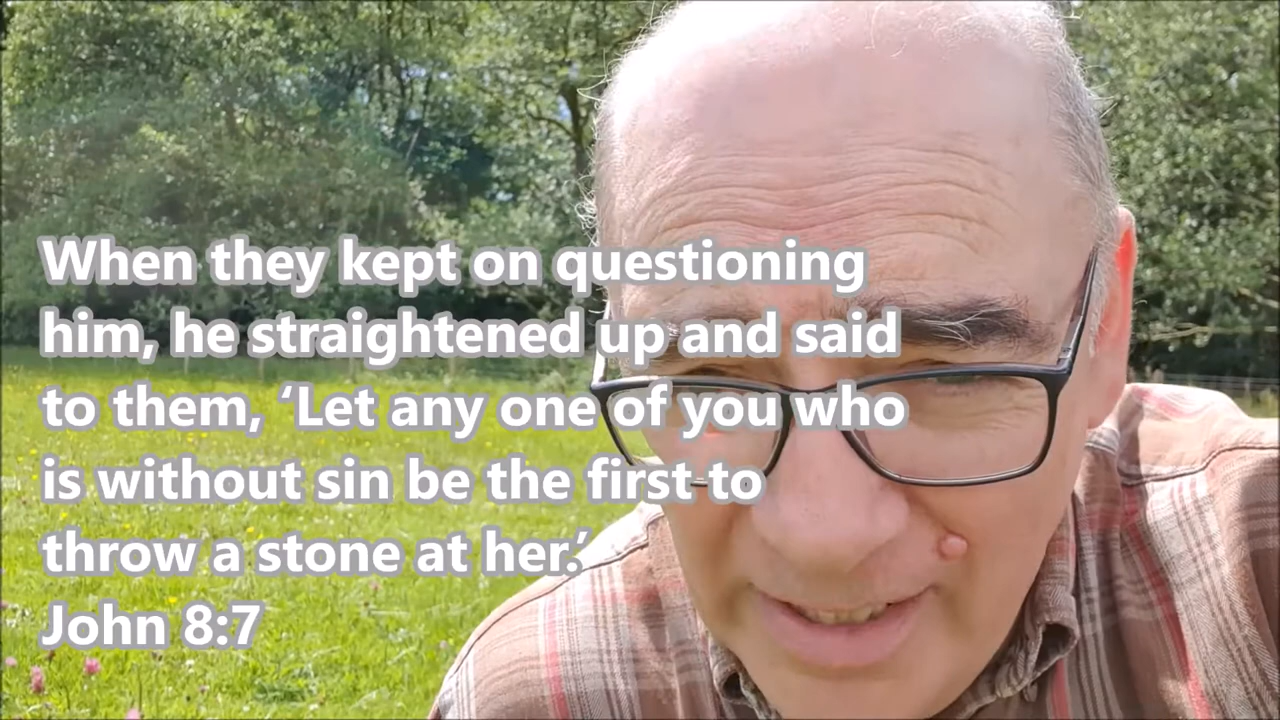 When they kept on questioning
him, he straightened up and said
to them, ‘Let any one of you who
is without sin be the first to
throw a stone at her.’
John 8:7